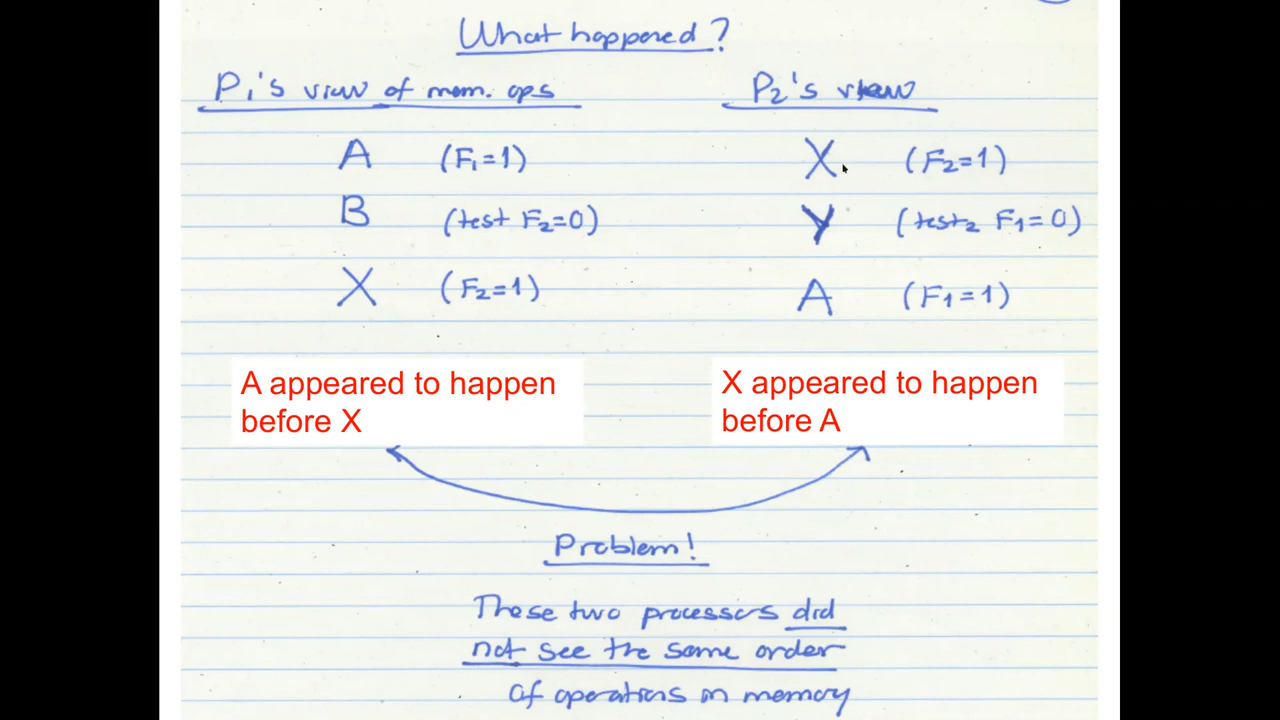 What happened?
P1's view of mem. ops
P2's view
A (F1=1)
X (F2=1)
B (test F2=0)
Y (test2 F1=0)
X (F2=1)
A (F1=1)
A appeared to happen
before X
X appeared to happen
before A
Problem!
These two processors did
not see the same order
of operations in memory